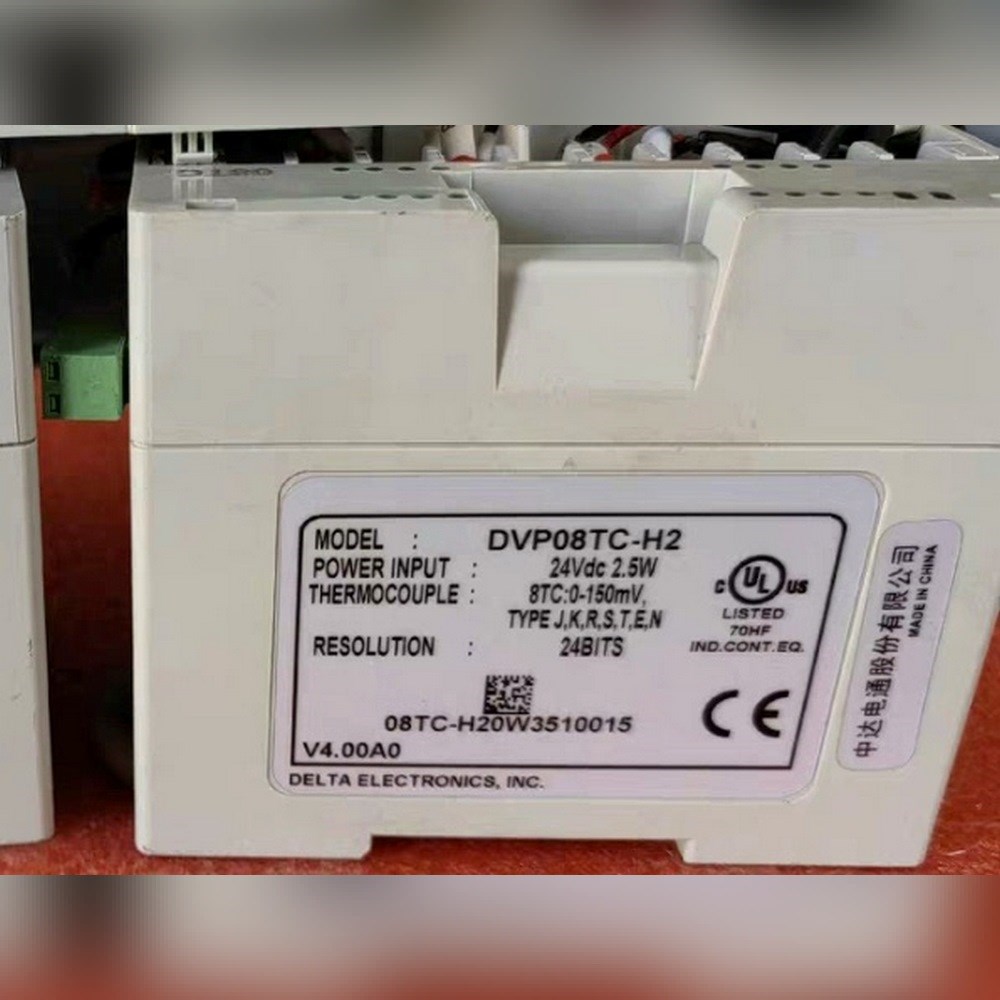 MODEL : DVP08TC-H2
POWER INPUT : 24Vdc 2.5W
THERMOCOUPLE : 8TC:0-150mV,
TYPE J,K,R,S,T,E,N
RESOLUTION : 24BITS
08TC-H20W3510015
V4.00A0
DELTA ELECTRONICS, INC.
C UL US
LISTED
70HF
IND.CONT.EQ.
CE
中达电通股份有限公司
MADE IN CHINA